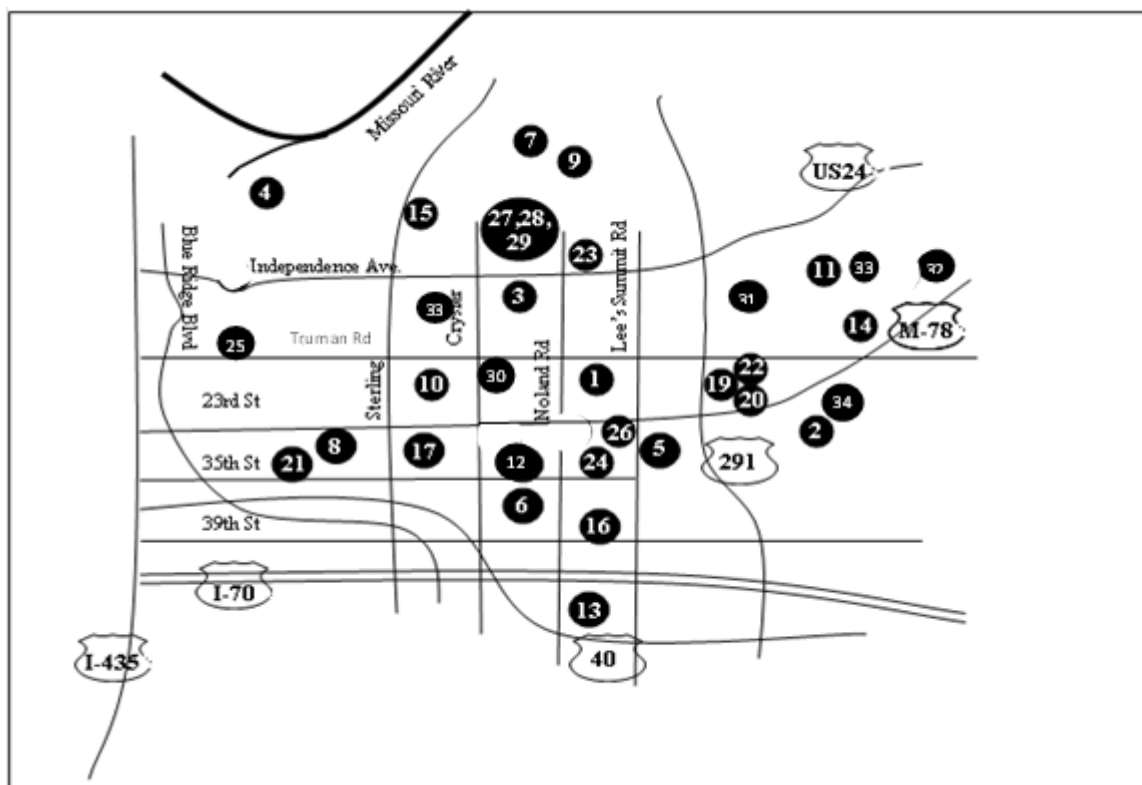 Missouri River
7
9
US24
4
15
27,28,
29
23
Lee's Summit Rd
Blue Ridge Blvd
Independence Ave.
11
33
32
3
31
33
Crysler
14
M-78
25
Truman Rd
Noland Rd
22
30
1
19
10
Sterling
20
23rd St
34
26
2
8
17
5
12
24
21
35th St
291
6
39th St
16
I-70
13
I-435
40